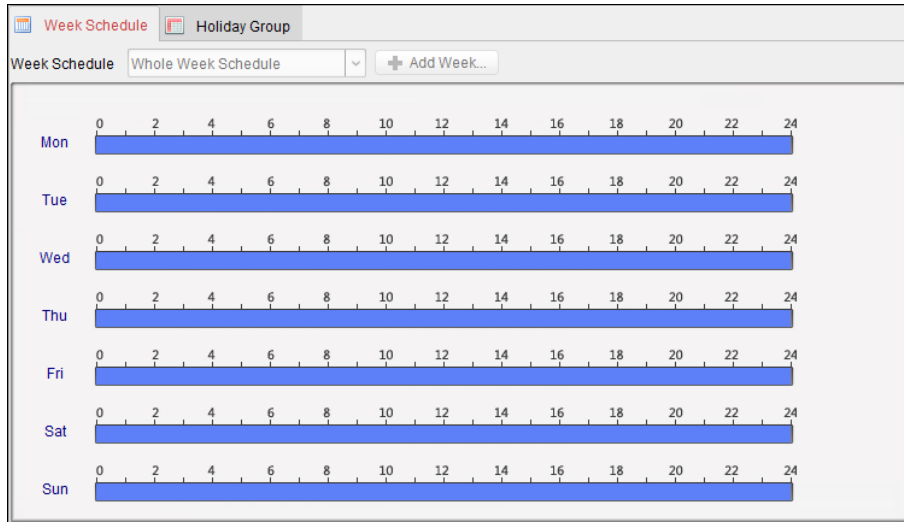 Week Schedule Holiday Group
Week Schedule Whole Week Schedule Add Week...
0 2 4 6 8 10 12 14 16 18 20 22 24
Mon
0 2 4 6 8 10 12 14 16 18 20 22 24
Tue
0 2 4 6 8 10 12 14 16 18 20 22 24
Wed
0 2 4 6 8 10 12 14 16 18 20 22 24
Thu
0 2 4 6 8 10 12 14 16 18 20 22 24
Fri
0 2 4 6 8 10 12 14 16 18 20 22 24
Sat
0 2 4 6 8 10 12 14 16 18 20 22 24
Sun